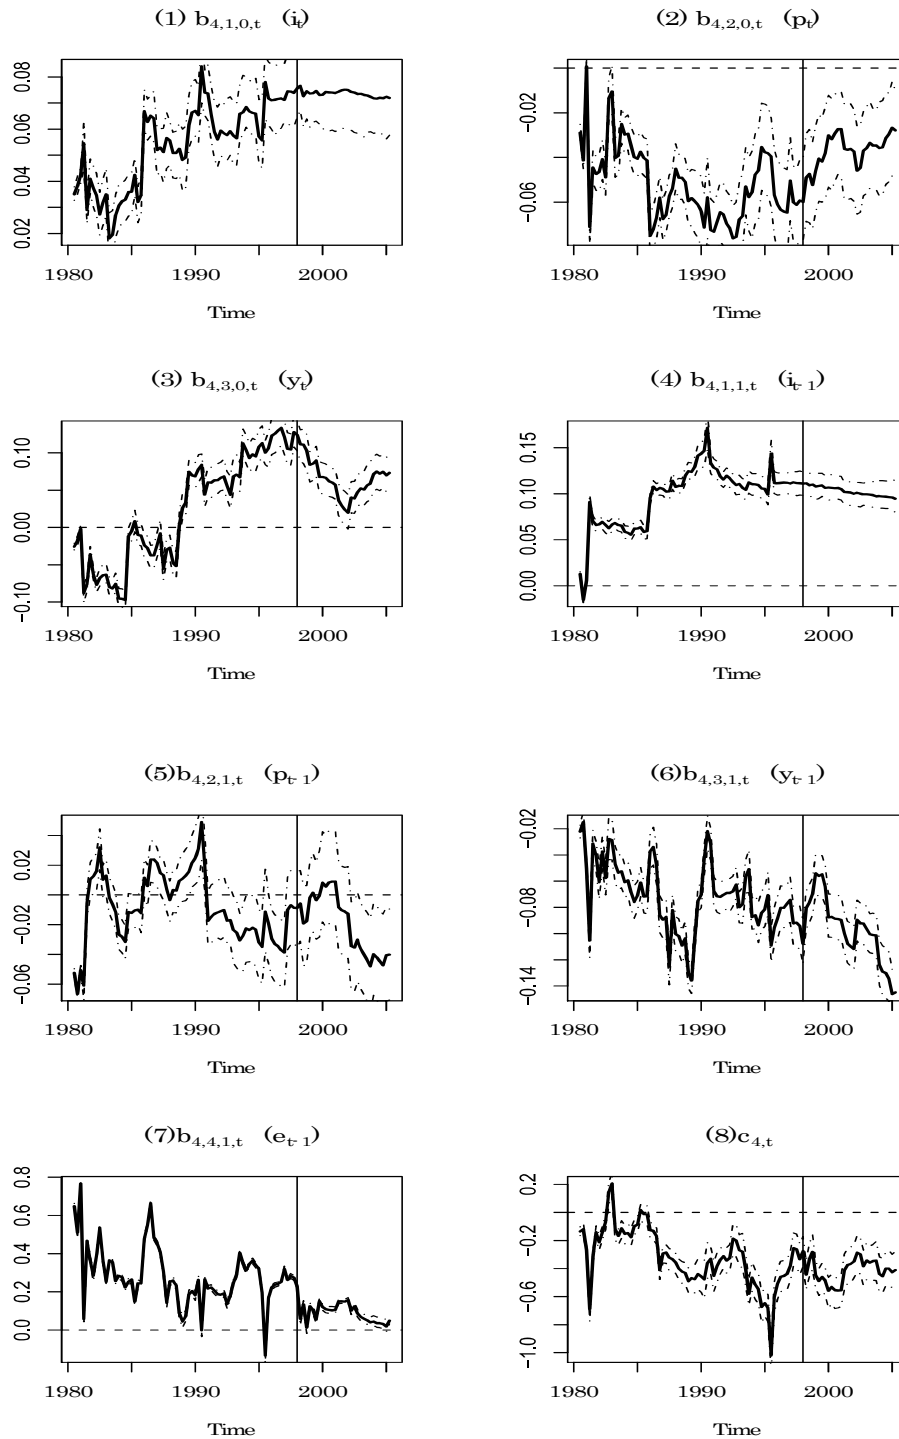 (1) b4,1,0,t (it)
(2) b4,2,0,t (pt)
0.02 0.04 0.06 0.08
−0.06 −0.02
1980 1990 2000
1980 1990 2000
Time
Time
(3) b4,3,0,t (yt)
(4) b4,1,1,t (it-1)
−0.10 0.00 0.10
0.00 0.05 0.10 0.15
1980 1990 2000
1980 1990 2000
Time
Time
(5)b4,2,1,t (pt-1)
(6)b4,3,1,t (yt-1)
−0.06 −0.02 0.02
−0.14 −0.08 −0.02
1980 1990 2000
1980 1990 2000
Time
Time
(7)b4,4,1,t (et-1)
(8)c4,t
0.0 0.2 0.4 0.6 0.8
−1.0 −0.6 −0.2 0.2
1980 1990 2000
1980 1990 2000
Time
Time